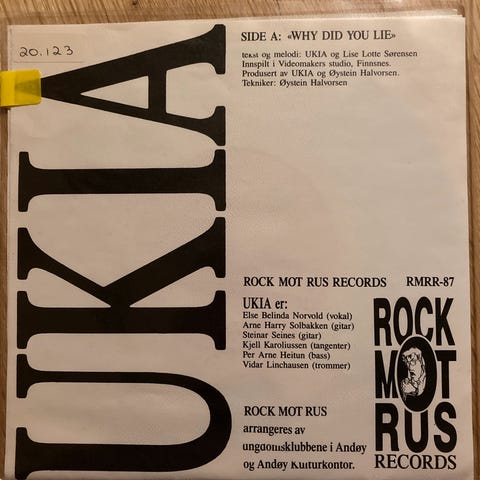 20.123
UKIA
SIDE A: «WHY DID YOU LIE»
tekst og melodi: UKIA og Lise Lotte Sørensen
Innspilt i Videomakers studio, Finnsnes.
Produsert av UKIA og Øystein Halvorsen.
Tekniker: Øystein Halvorsen
ROCK MOT RUS RECORDS RMRR-87
UKIA er:
Else Belinda Norvold (vokal)
Arne Harry Solbakken (gitar)
Steinar Seines (gitar)
Kjell Karoliussen (tangenter)
Per Arne Heitun (bass)
Vidar Linchausen (trommer)
ROCK MOT RUS
arrangeres av
ungdomsklubbene i Andøy
og Andøy Kulturkontor.
ROCK
MOT
RUS
RECORDS